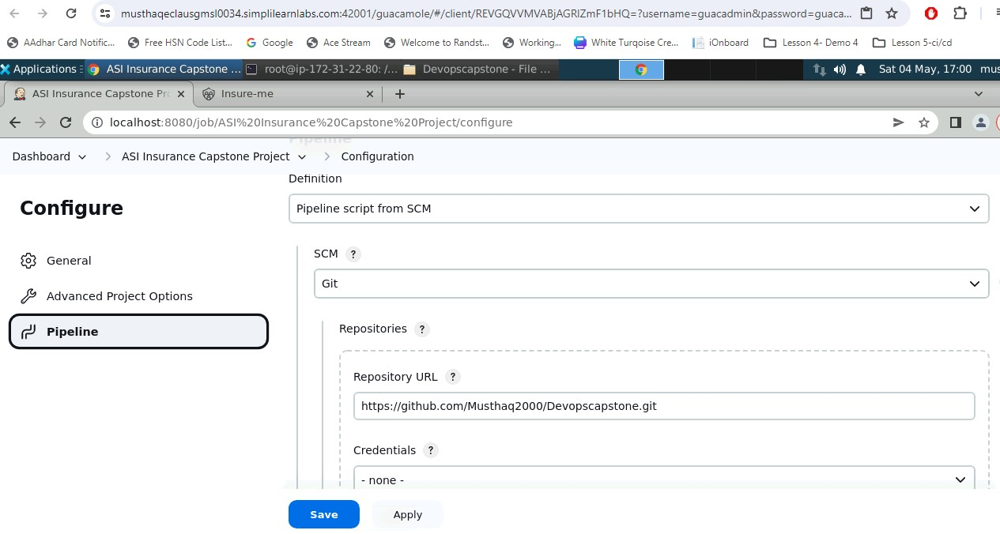 musthaqeclausgmsl0034.simplilearnlabs.com:42001/guacamole/#/client/REVGQVVMVABjAGRlZmF1bHQ=?username=guacadmin&password=guaca...
AAdhar Card Notific... Free HSN Code List... Google Ace Stream Welcome to Randst... Working... White Turqoise Cre... iOnboard Lesson 4- Demo 4 Lesson 5-ci/cd
Applications ASI Insurance Capstone ... root@ip-172-31-22-80: /... Devopscapstone - File ... Sat 04 May, 17:00 mus
ASI Insurance Capstone Pro Insure-me
localhost:8080/job/ASI%20Insurance%20Capstone%20Project/configure
Pipeline
Dashboard ASI Insurance Capstone Project Configuration
Definition
Configure
Pipeline script from SCM
SCM ?
General
Git
Advanced Project Options
Pipeline
Repositories ?
Repository URL ?
https://github.com/Musthaq2000/Devopscapstone.git
Credentials ?
- none -
Save Apply